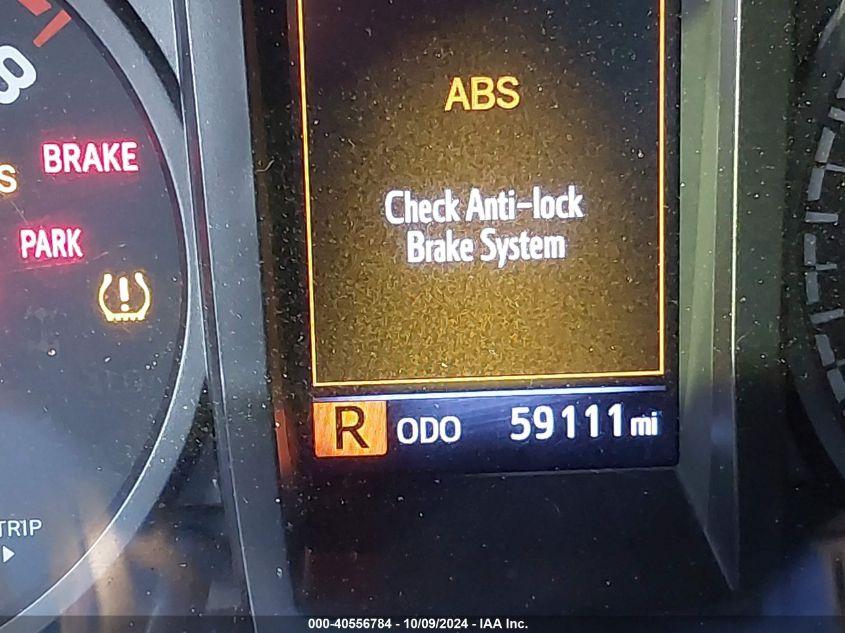 8
ABS
BRAKE
S
Check Anti-lock
Brake System
PARK
R ODO 59111 mi
TRIP
000-40556784 - 10/09/2024 - IAA Inc.